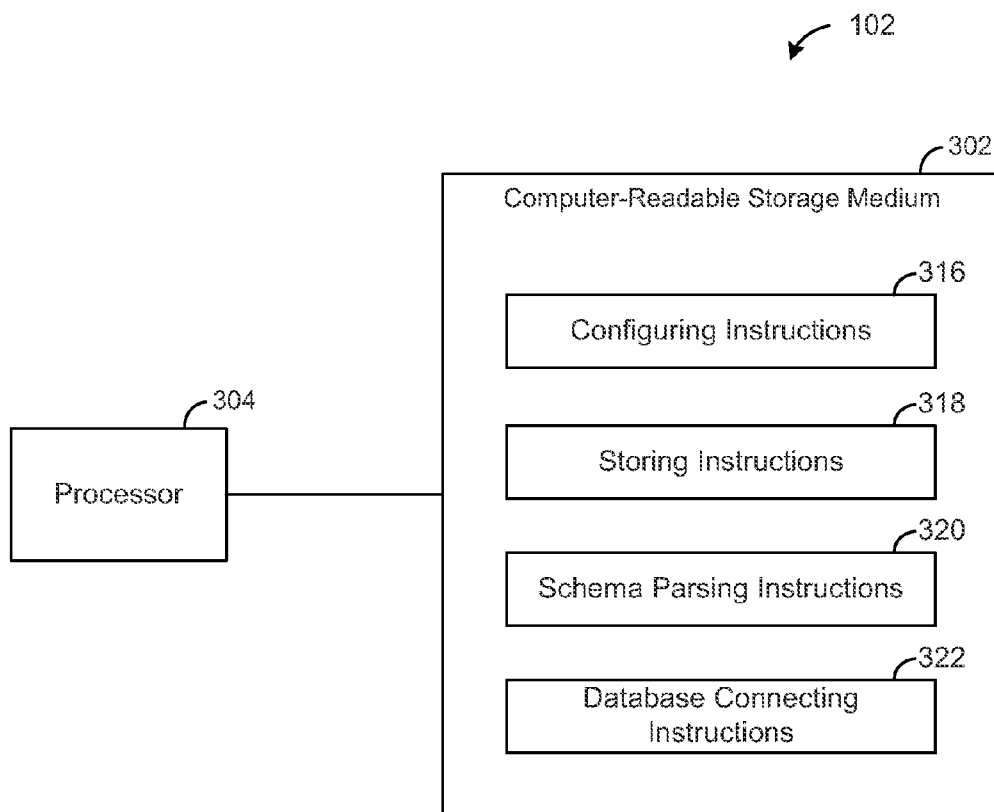 102
302
Computer-Readable Storage Medium
316
Configuring Instructions
304
Processor
318
Storing Instructions
320
Schema Parsing Instructions
322
Database Connecting
Instructions